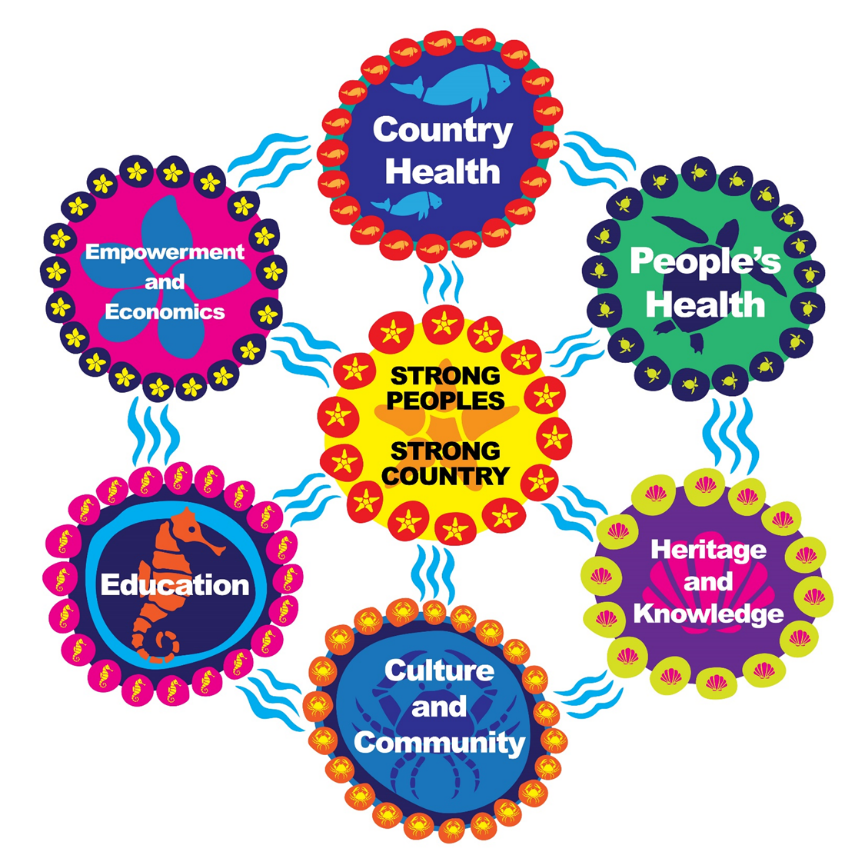 Country
Health
Empowerment
and
Economics
People's
Health
STRONG
PEOPLES
STRONG
COUNTRY
Education
Heritage
and
Knowledge
Culture
and
Community